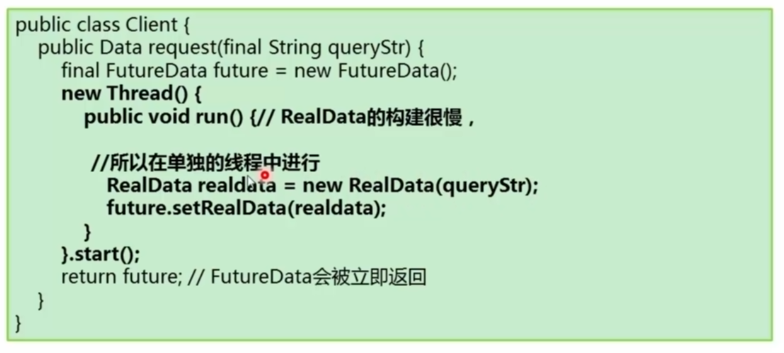 public class Client {
public Data request(final String queryStr) {
final FutureData future = new FutureData();
new Thread() {
public void run() {// RealData的构建很慢，
//所以在单独的线程中进行
RealData realdata = new RealData(queryStr);
future.setRealData(realdata);
}
}.start();
return future; // FutureData会被立即返回
}
}